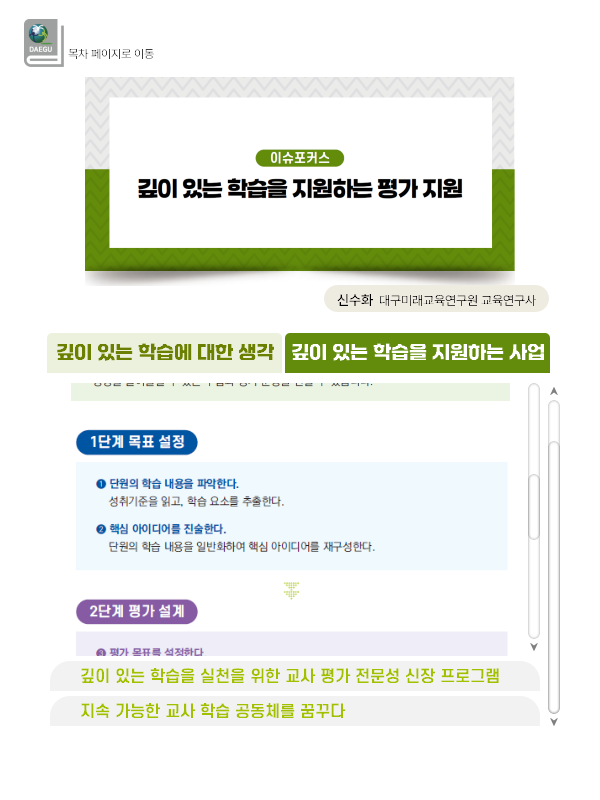 DAEGU
목차 페이지로 이동
이슈포커스
깊이 있는 학습을 지원하는 평가 지원
신수화 대구미래교육연구원 교육연구사
깊이 있는 학습에 대한 생각
깊이 있는 학습을 지원하는 사업
1단계 목표 설정
❶ 단원의 학습 내용을 파악한다.
성취기준을 읽고, 학습 요소를 추출한다.
❷ 핵심 아이디어를 진술한다.
단원의 학습 내용을 일반화하여 핵심 아이디어를 재구성한다.
2단계 평가 설계
❸ 평가 목표를 설정한다
깊이 있는 학습을 실천을 위한 교사 평가 전문성 신장 프로그램
지속 가능한 교사 학습 공동체를 꿈꾸다